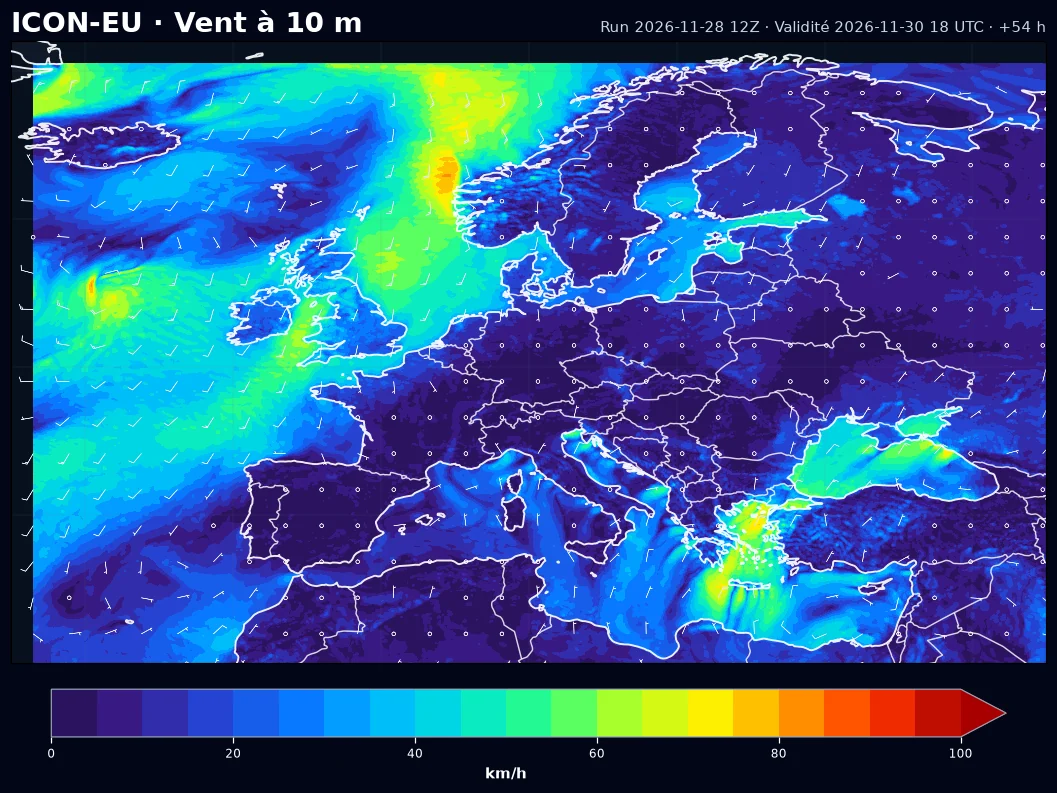 ICON-EU · Vent à 10 m
Run 2026-11-28 12Z · Validité 2026-11-30 18 UTC · +54 h
0 20 40 60 80 100
km/h